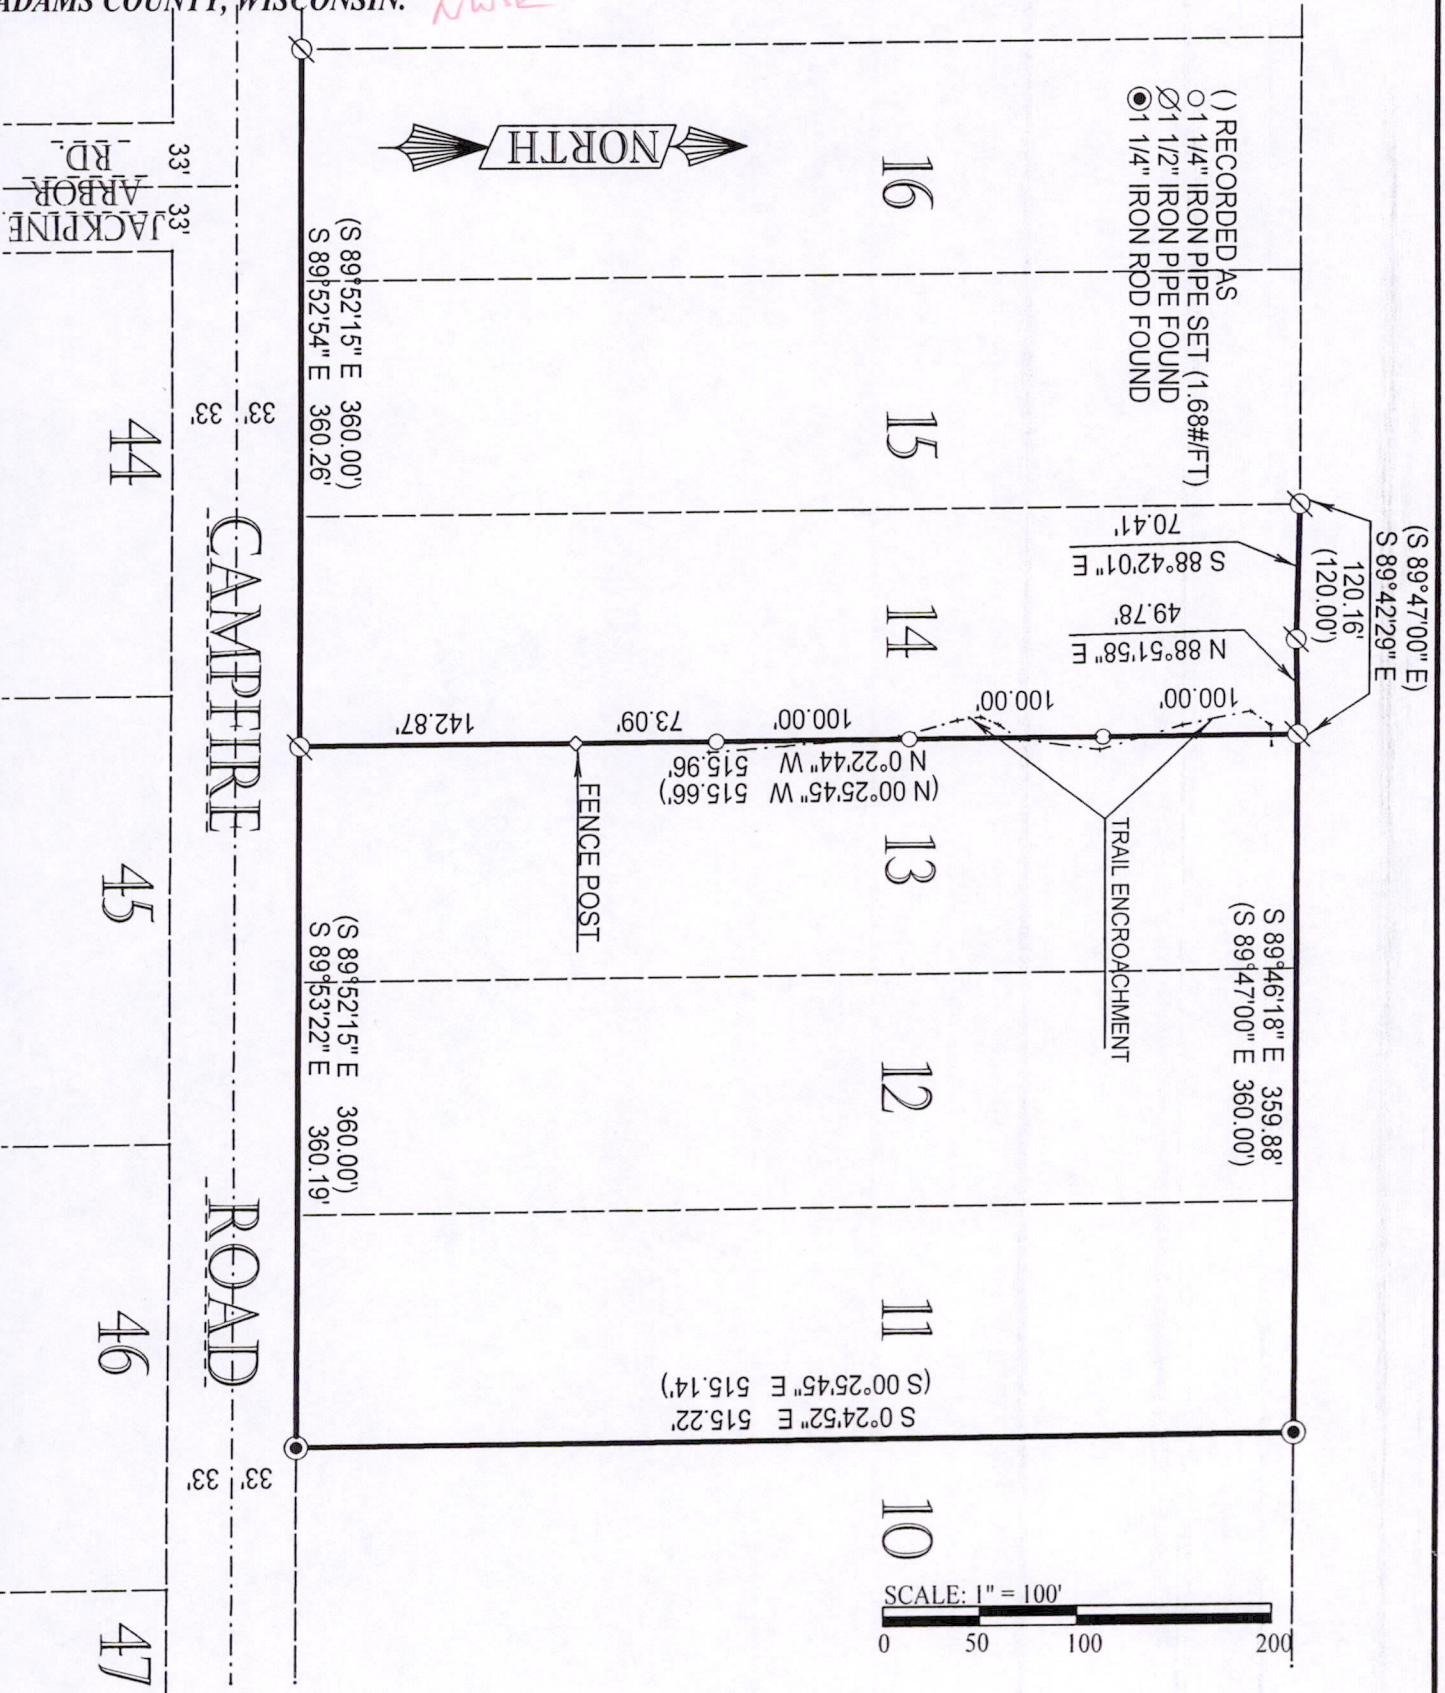 ADAMS COUNTY, WISCONSIN.
NWSE
( ) RECORDED AS
○ 1 1/4" IRON PIPE SET (1.68#/FT)
1 1/2" IRON PIPE FOUND
1 1/4" IRON ROD FOUND
NORTH
(S 89°47'00" E)
S 89°42'29" E
120.16'
(120.00')
S 88°42'01" E
70.41'
N 88°51'58" E
49.78'
S 89°46'18" E 359.88'
(S 89°47'00" E 360.00')
16
15
14
13
12
11
10
100.00'
100.00'
100.00'
73.09'
142.87'
N 0°22'44" W 515.96'
(N 00°25'45" W 515.66')
TRAIL ENCROACHMENT
FENCE POST
(S 00°25'45" E 515.14')
S 0°24'52" E 515.22'
(S 89°52'15" E 360.00')
S 89°52'54" E 360.26'
(S 89°52'15" E 360.00')
S 89°53'22" E 360.19'
33'
33'
CAMPFIRE ROAD
33'
33'
33'
33'
JACKPINE
ARBOR
RD.
44
45
46
47
SCALE: 1" = 100'
0 50 100 200